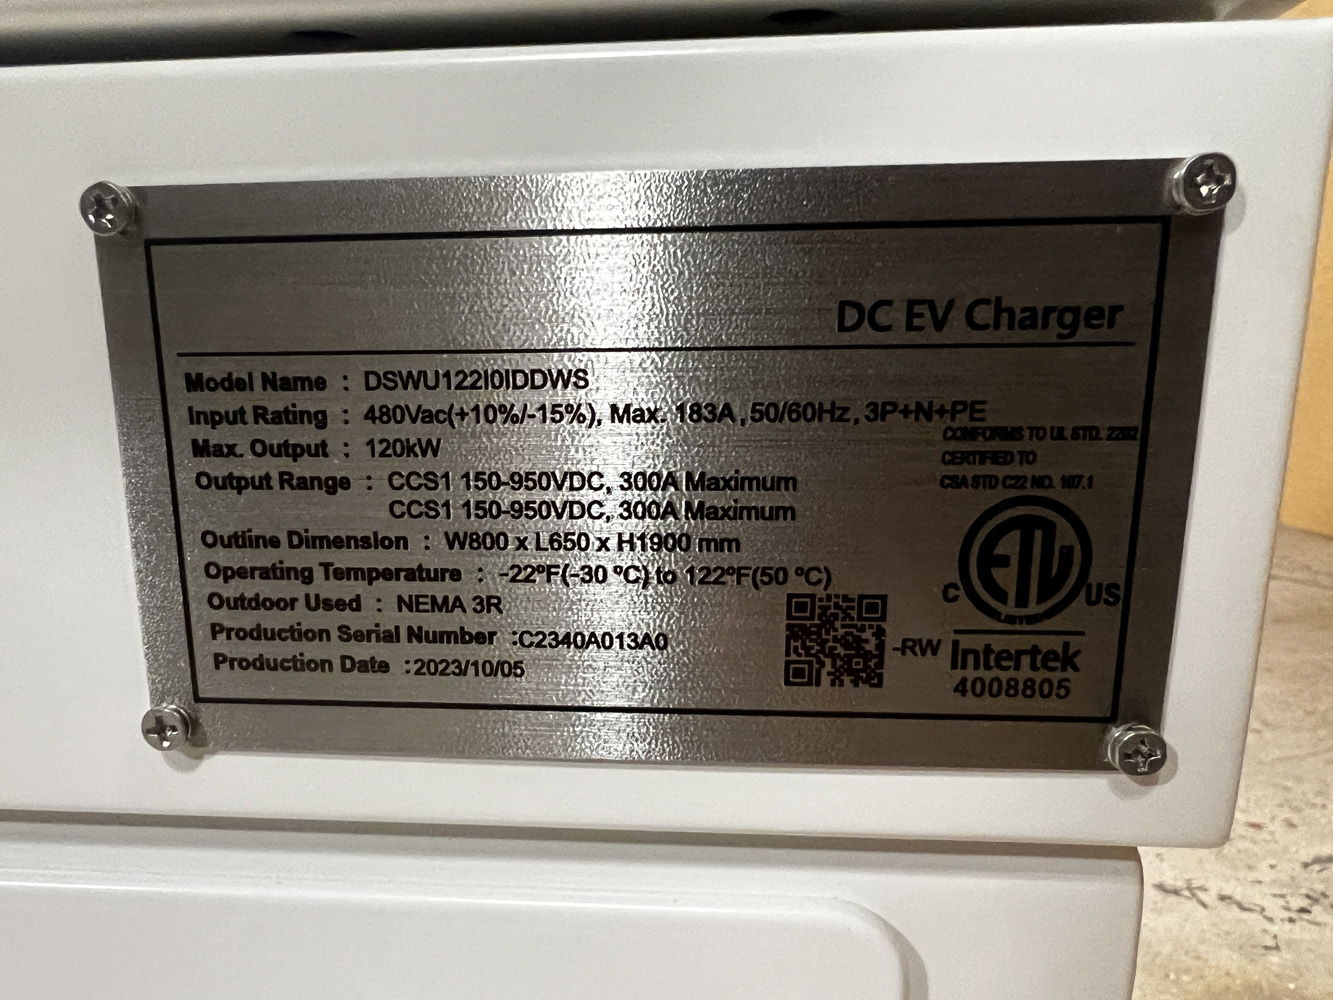 DC EV Charger
Model Name : DSWU122I0IDDWS
Input Rating : 480Vac(+10%/-15%), Max. 183A, 50/60Hz, 3P+N+PE
Max. Output : 120kW
Output Range : CCS1 150-950VDC, 300A Maximum
CCS1 150-950VDC, 300A Maximum
Outline Dimension : W800 x L650 x H1900 mm
Operating Temperature : -22°F(-30 °C) to 122°F(50 °C)
Outdoor Used : NEMA 3R
Production Serial Number :C2340A013A0
Production Date :2023/10/05
-RW
CONFORMS TO UL STD. 2202
CERTIFIED TO
CSA STD C22 NO. 107.1
ETL
C US
LISTED
Intertek
4008805